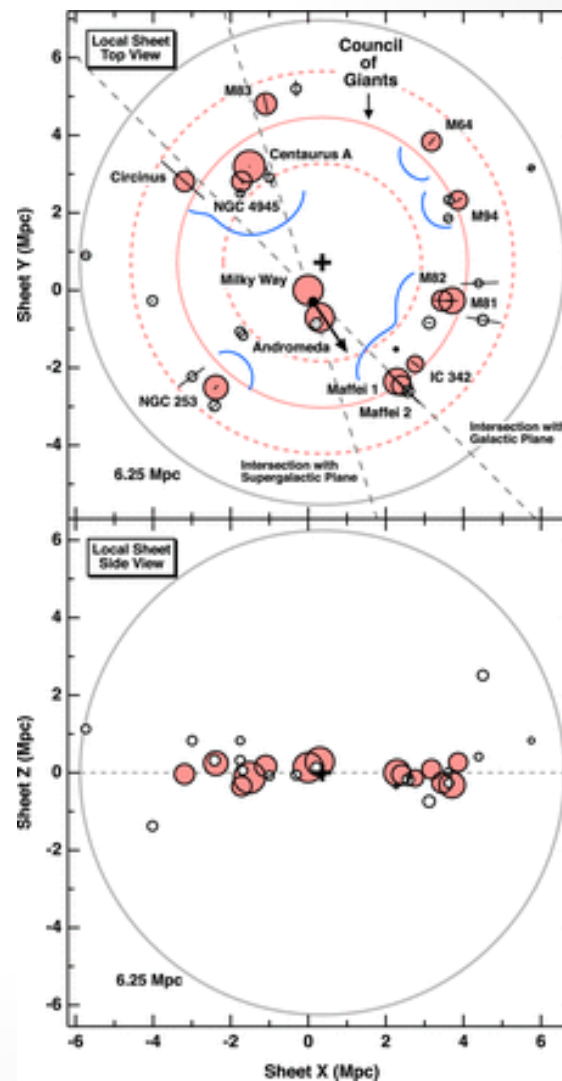 Local Sheet
Top View
Council
of
Giants
M83
M64
Centaurus A
Circinus
NGC 4945
M94
Milky Way
M82
M81
Andromeda
IC 342
Maffei 1
Maffei 2
NGC 253
Intersection with
Supergalactic Plane
Intersection with
Galactic Plane
6.25 Mpc
Sheet Y (Mpc)
6
4
2
0
-2
-4
Local Sheet
Side View
6.25 Mpc
Sheet Z (Mpc)
6
4
2
0
-2
-4
-6
-6 -4 -2 0 2 4 6
Sheet X (Mpc)